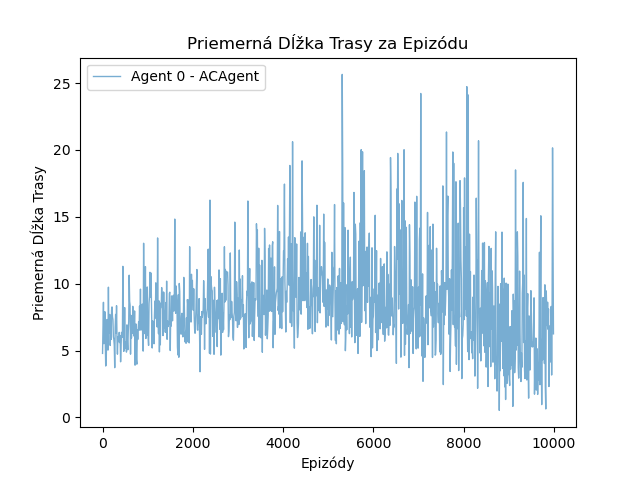 Priemerná Dĺžka Trasy za Epizódu
Agent 0 - ACAgent
Priemerná Dĺžka Trasy
25
20
15
10
5
0
0 2000 4000 6000 8000 10000
Epizódy